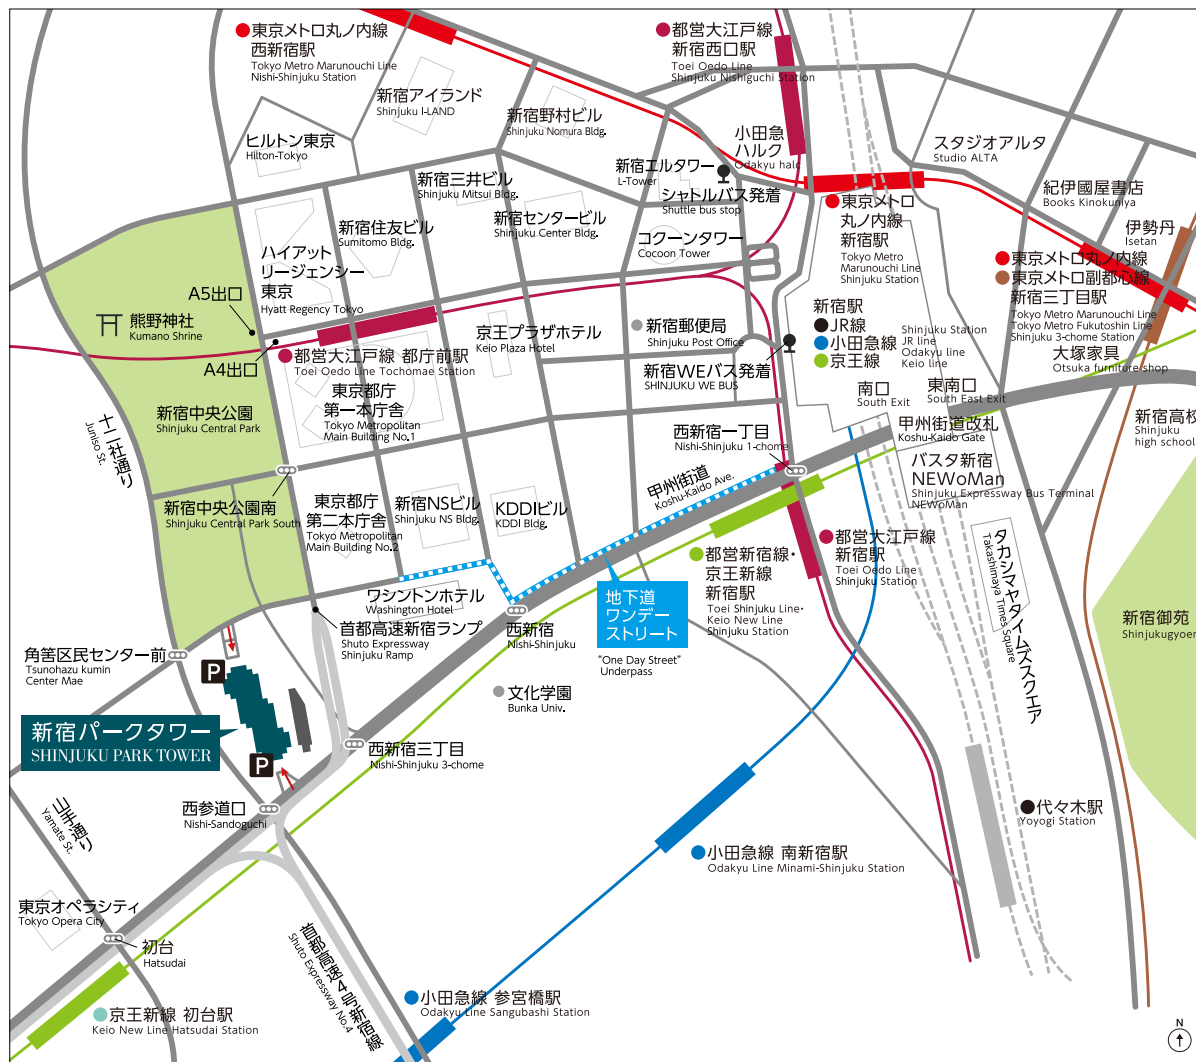 東京メトロ丸ノ内線
西新宿駅
Tokyo Metro Marunouchi Line
Nishi-Shinjuku Station
都営大江戸線
新宿西口駅
Toei Oedo Line
Shinjuku Nishiguchi Station
新宿アイランド
Shinjuku I-LAND
新宿野村ビル
Shinjuku Nomura Bldg.
ヒルトン東京
Hilton-Tokyo
小田急
ハルク
Odakyu halc
スタジオアルタ
Studio ALTA
新宿エルタワー
L-Tower
シャトルバス発着
Shuttle bus stop
新宿三井ビル
Shinjuku Mitsui Bldg.
新宿住友ビル
Sumitomo Bldg.
新宿センタービル
Shinjuku Center Bldg.
コクーンタワー
Cocoon Tower
紀伊國屋書店
Books Kinokuniya
伊勢丹
Isetan
東京メトロ
丸ノ内線
新宿駅
Tokyo Metro
Marunouchi Line
Shinjuku Station
東京メトロ丸ノ内線
東京メトロ副都心線
新宿三丁目駅
Tokyo Metro Marunouchi Line
Tokyo Metro Fukutoshin Line
Shinjuku 3-chome Station
大塚家具
Otsuka furniture shop
ハイアット
リージェンシー
東京
Hyatt Regency Tokyo
A5出口
A4出口
熊野神社
Kumano Shrine
都営大江戸線 都庁前駅
Toei Oedo Line Tochomae Station
京王プラザホテル
Keio Plaza Hotel
新宿郵便局
Shinjuku Post Office
新宿WEバス発着
SHINJUKU WE BUS
新宿駅
JR線
小田急線
京王線
Shinjuku Station
JR line
Odakyu line
Keio line
南口
South Exit
東南口
South East Exit
甲州街道改札
Koshu-Kaido Gate
新宿高校
Shinjuku
high school
十二社通り
Juniso St.
新宿中央公園
Shinjuku Central Park
東京都庁
第一本庁舎
Tokyo Metropolitan
Main Building No.1
西新宿一丁目
Nishi-Shinjuku 1-chome
バスタ新宿
NEWoMan
Shinjuku Expressway Bus Terminal
NEWoMan
甲州街道
Koshu-Kaido Ave.
新宿中央公園南
Shinjuku Central Park South
東京都庁
第二本庁舎
Tokyo Metropolitan
Main Building No.2
新宿NSビル
Shinjuku NS Bldg.
KDDIビル
KDDI Bldg.
都営大江戸線
新宿駅
Toei Oedo Line
Shinjuku Station
都営新宿線・
京王新線
新宿駅
Toei Shinjuku Line・
Keio New Line
Shinjuku Station
タカシマヤタイムズスクエア
Takashimaya Times Square
ワシントンホテル
Washington Hotel
地下道
ワンデー
ストリート
"One Day Street"
Underpass
首都高速新宿ランプ
Shuto Expressway
Shinjuku Ramp
西新宿
Nishi-Shinjuku
新宿御苑
Shinjukugyoen
角筈区民センター前
Tsunohazu kumin
Center Mae
P
文化学園
Bunka Univ.
新宿パークタワー
SHINJUKU PARK TOWER
P
西新宿三丁目
Nishi-Shinjuku 3-chome
西参道口
Nishi-Sandoguchi
山手通り
Yamate St.
代々木駅
Yoyogi Station
小田急線 南新宿駅
Odakyu Line Minami-Shinjuku Station
東京オペラシティ
Tokyo Opera City
初台
Hatsudai
首都高速4号新宿線
Shuto Expressway No.4
京王新線 初台駅
Keio New Line Hatsudai Station
小田急線 参宮橋駅
Odakyu Line Sangubashi Station
N